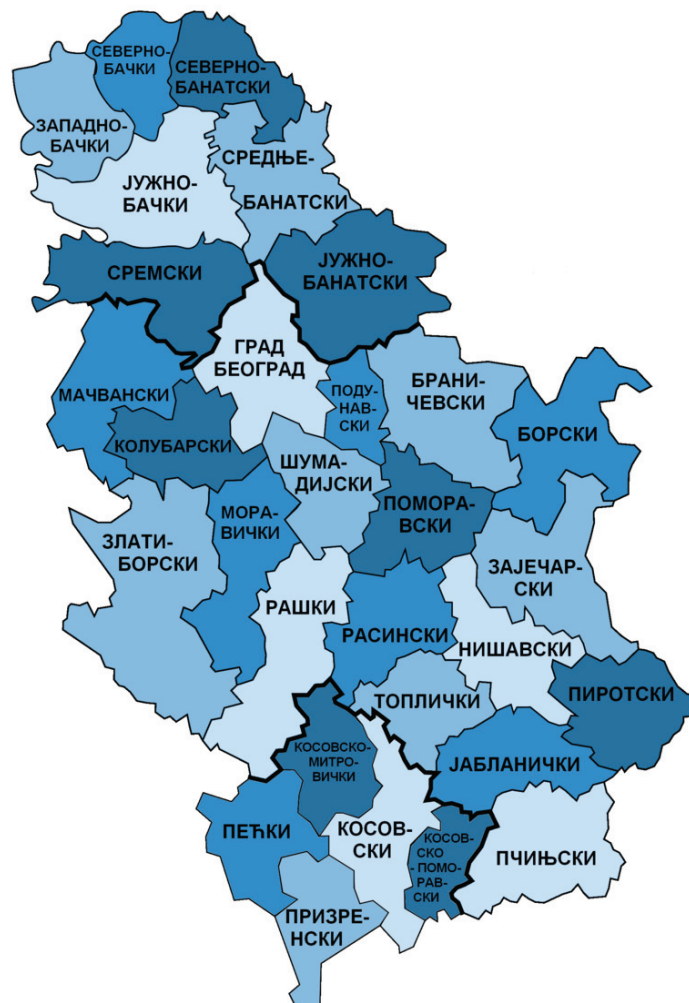 СЕВЕРНО-
БАЧКИ
СЕВЕРНО-
БАНАТСКИ
ЗАПАДНО-
БАЧКИ
СРЕДЊЕ-
БАНАТСКИ
ЈУЖНО-
БАЧКИ
СРЕМСКИ
ЈУЖНО-
БАНАТСКИ
ГРАД
БЕОГРАД
МАЧВАНСКИ
ПОДУ-
НАВ-
СКИ
БРАНИ-
ЧЕВСКИ
БОРСКИ
КОЛУБАРСКИ
ШУМА-
ДИЈСКИ
МОРА-
ВИЧКИ
ПОМОРА-
ВСКИ
ЗЛАТИ-
БОРСКИ
ЗАЈЕЧАР-
СКИ
РАШКИ
РАСИНСКИ
НИШАВСКИ
ПИРОТСКИ
ТОПЛИЧКИ
КОСОВСКО-
МИТРО-
ВИЧКИ
ЈАБЛАНИЧКИ
ПЕЋКИ
КОСОВ-
СКИ
КОСОВ-
СКО
- ПОМО-
РАВ-
СКИ
ПЧИЊСКИ
ПРИЗРЕ-
НСКИ